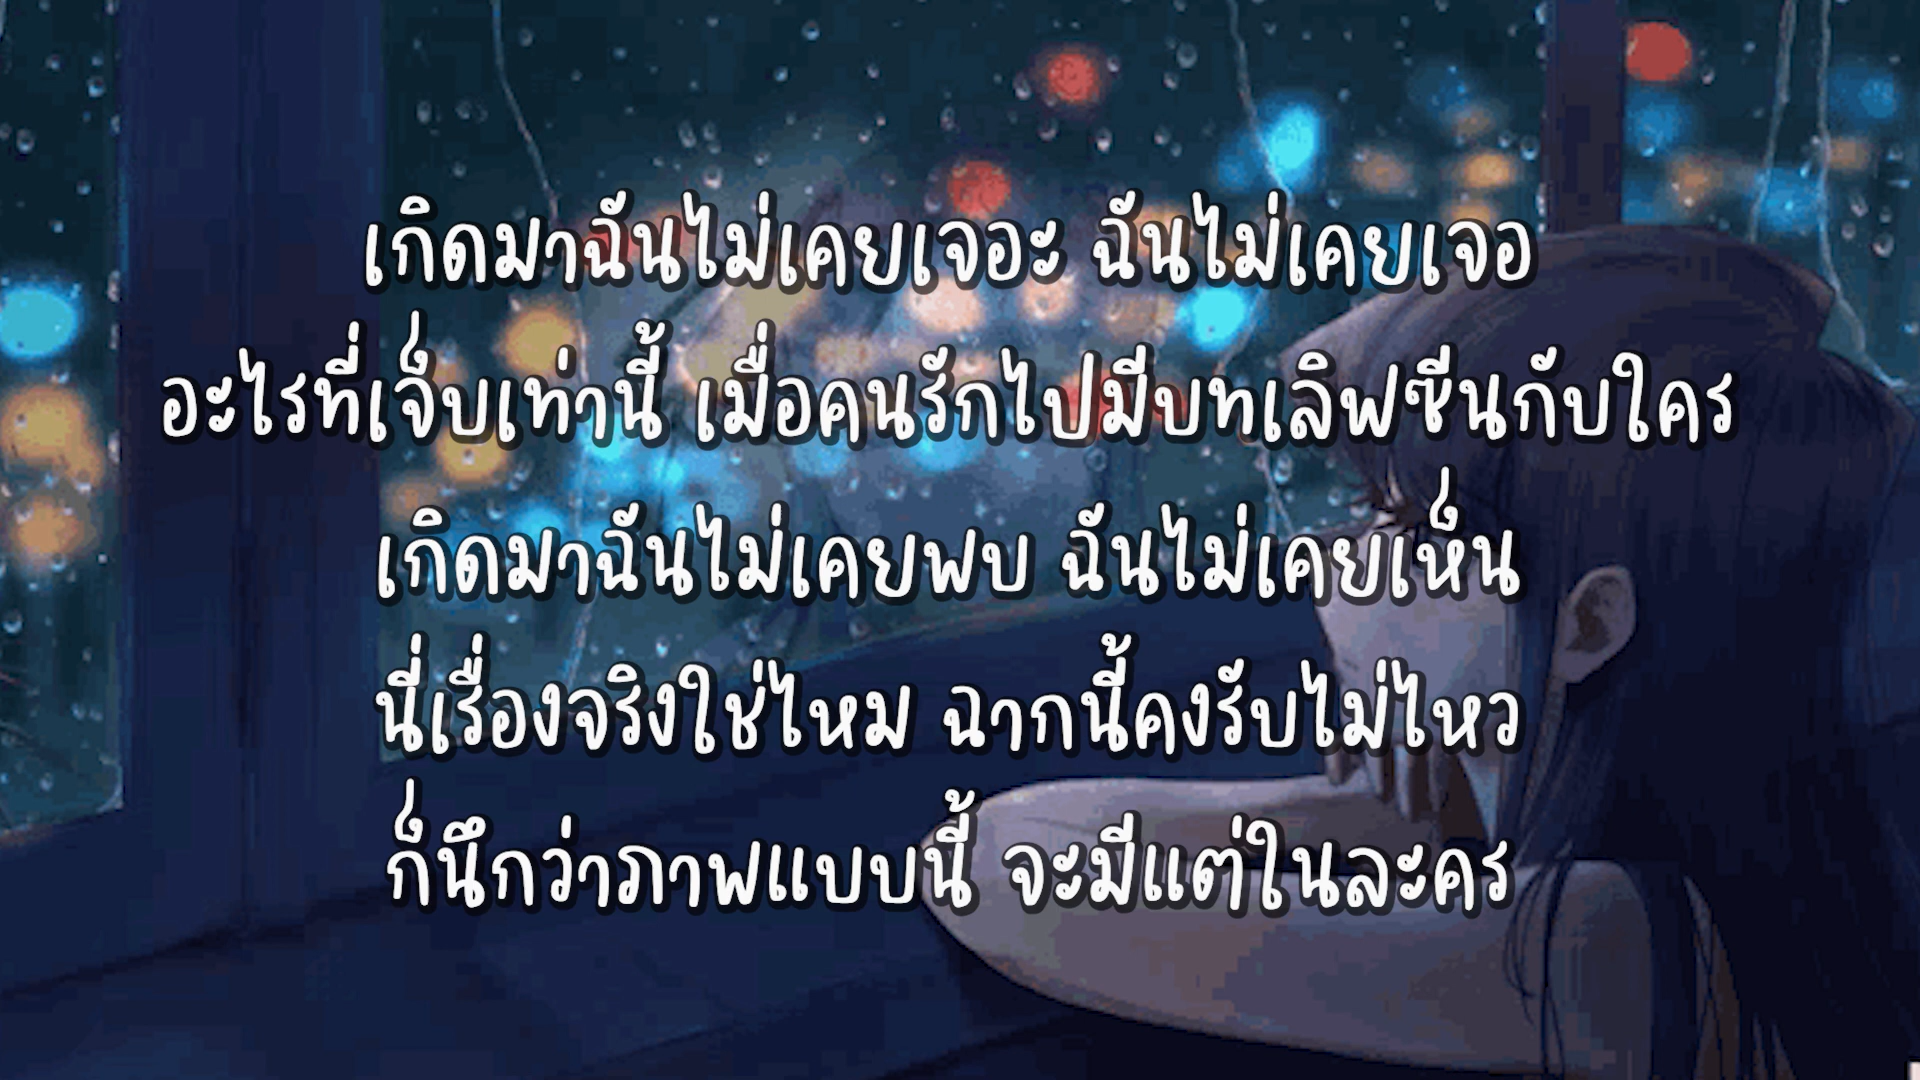 เกิดมาฉันไม่เคยเจอะ ฉันไม่เคยเจอ
อะไรที่เจ็บเท่านี้ เมื่อคนรักไปมีบทเลิฟซีนกับใคร
เกิดมาฉันไม่เคยพบ ฉันไม่เคยเห็น
นี่เรื่องจริงใช่ไหม ฉากนี้คงรับไม่ไหว
ก็นึกว่าภาพแบบนี้ จะมีแต่ในละคร